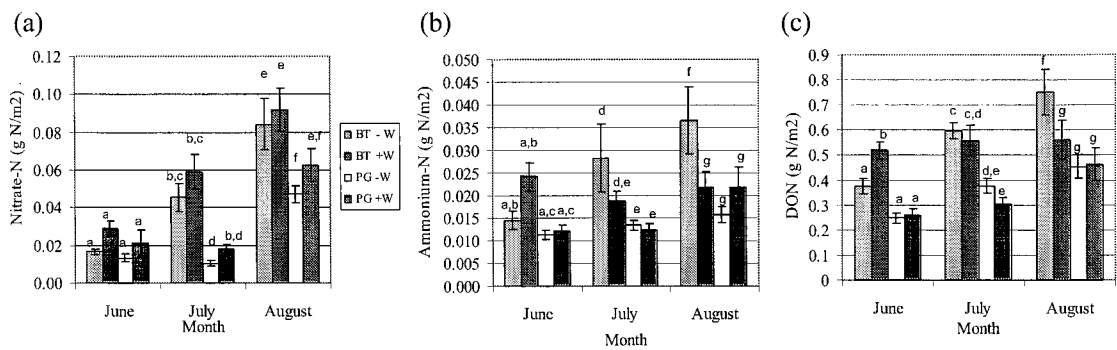 (a)
Nitrate-N (g N/m2)
0.12
0.10
0.08
0.06
0.04
0.02
0.00
a
a
a
a
b,c
b,c
d
b,d
e
e
f
e,f
June
July
August
Month
BT - W
BT +W
PG -W
PG +W
(b)
Ammonium-N (g N/m2)
0.050
0.045
0.040
0.035
0.030
0.025
0.020
0.015
0.010
0.005
0.000
a,b
a,b
a,c
a,c
d
d,e
e
e
f
g
g
g
June
July
August
Month
(c)
DON (g N/m2)
0.9
0.8
0.7
0.6
0.5
0.4
0.3
0.2
0.1
0
a
b
a
a
c
c,d
d,e
e
f
g
g
g
June
July
August
Month